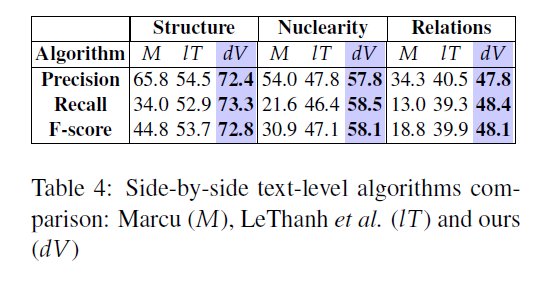 Structure Nuclearity Relations
Algorithm M lT dV M lT dV M lT dV
Precision 65.8 54.5 72.4 54.0 47.8 57.8 34.3 40.5 47.8
Recall 34.0 52.9 73.3 21.6 46.4 58.5 13.0 39.3 48.4
F-score 44.8 53.7 72.8 30.9 47.1 58.1 18.8 39.9 48.1
Table 4: Side-by-side text-level algorithms com-
parison: Marcu (M), LeThanh et al. (lT) and ours
(dV)